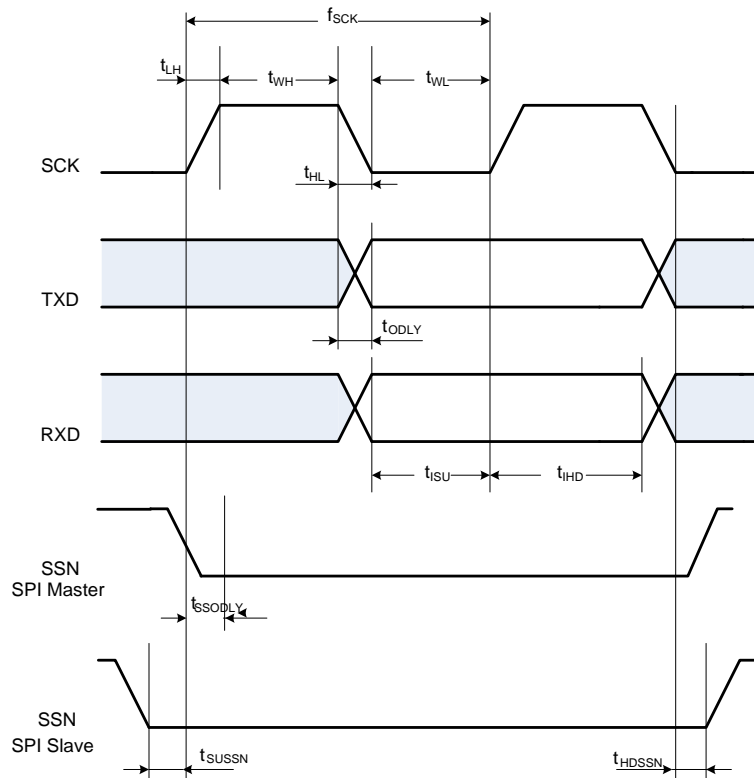 fSCK
tLH
tWH
tWL
SCK
tHL
TXD
tODLY
RXD
tISU
tIHD
SSN
SPI Master
tSSODLY
SSN
SPI Slave
tSUSSN
tHDSSN